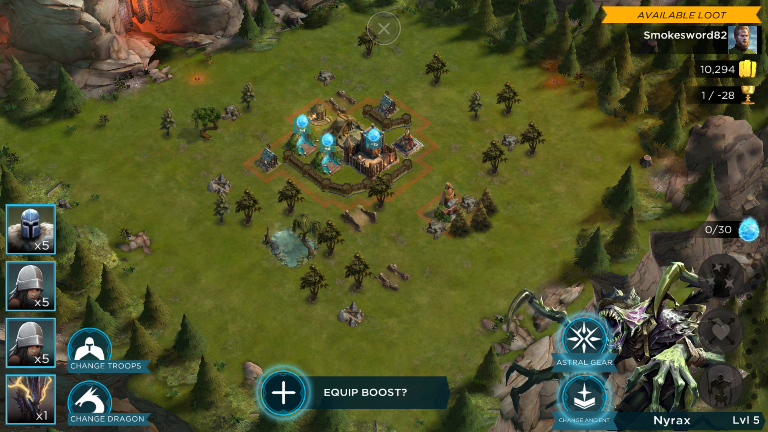 AVAILABLE LOOT
Smokesword82
10,294
1 / -28
0/30
x5
x5
x5
x1
CHANGE TROOPS
CHANGE DRAGON
EQUIP BOOST?
ASTRAL GEAR
CHANGE ANCIENT
Nyrax Lvl 5